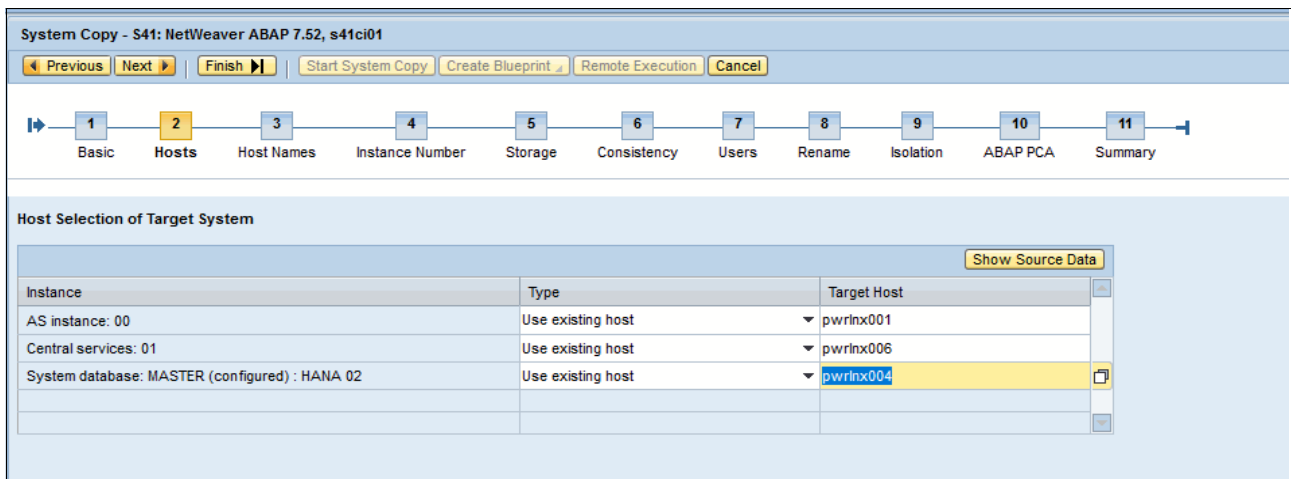 System Copy - S41: NetWeaver ABAP 7.52, s41ci01
Previous Next Finish Start System Copy Create Blueprint Remote Execution Cancel
1 2 3 4 5 6 7 8 9 10 11
Basic Hosts Host Names Instance Number Storage Consistency Users Rename Isolation ABAP PCA Summary
Host Selection of Target System
Show Source Data
Instance Type Target Host
AS instance: 00 Use existing host pwrlnx001
Central services: 01 Use existing host pwrlnx006
System database: MASTER (configured) : HANA 02 Use existing host pwrlnx004